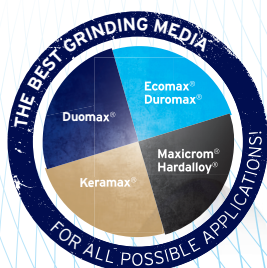 THE BEST GRINDING MEDIA
Ecomax®
Duromax®
Duomax®
Maxicrom®
Hardalloy®
Keramax®
FOR ALL POSSIBLE APPLICATIONS!